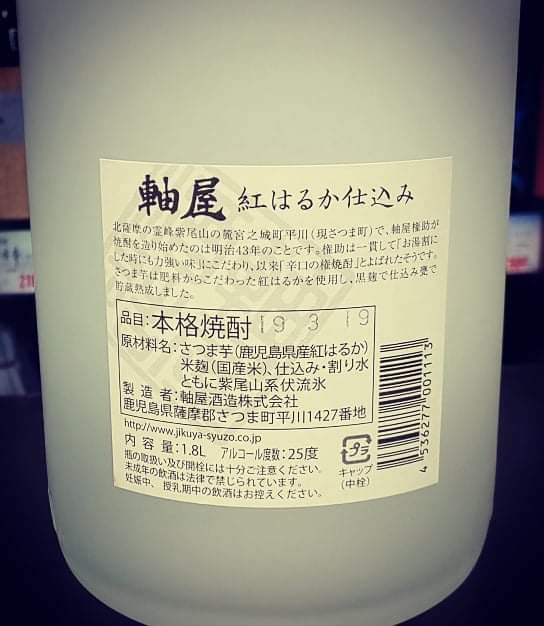 軸屋 紅はるか仕込み
北薩摩の霊峰紫尾山の麓宮之城町平川(現さつま町)で、軸屋権助が
焼酎を造り始めたのは明治43年のことです。権助は一貫して「お湯割に
した時にも力強い味」にこだわり、以来「辛口の権焼酎」とよばれたそうです。
さつま芋は肥料からこだわった紅はるかを使用し、黒麹で仕込み甕で
貯蔵熟成しました。
品目:本格焼酎 19 3 19
原材料名:さつま芋(鹿児島県産紅はるか)
米麹(国産米)、仕込み・割り水
ともに紫尾山系伏流氷
製造者:軸屋酒造株式会社
鹿児島県薩摩郡さつま町平川1427番地
http://www.jikuya-syuzo.co.jp
内容量:1.8L アルコール度数:25度
瓶の取扱い及び開栓には十分ご注意ください。
未成年の飲酒は法律で禁じられています。
妊娠中、授乳期中の飲酒はお控えください。
プラ
キャップ
(中栓)
4 536277 001113